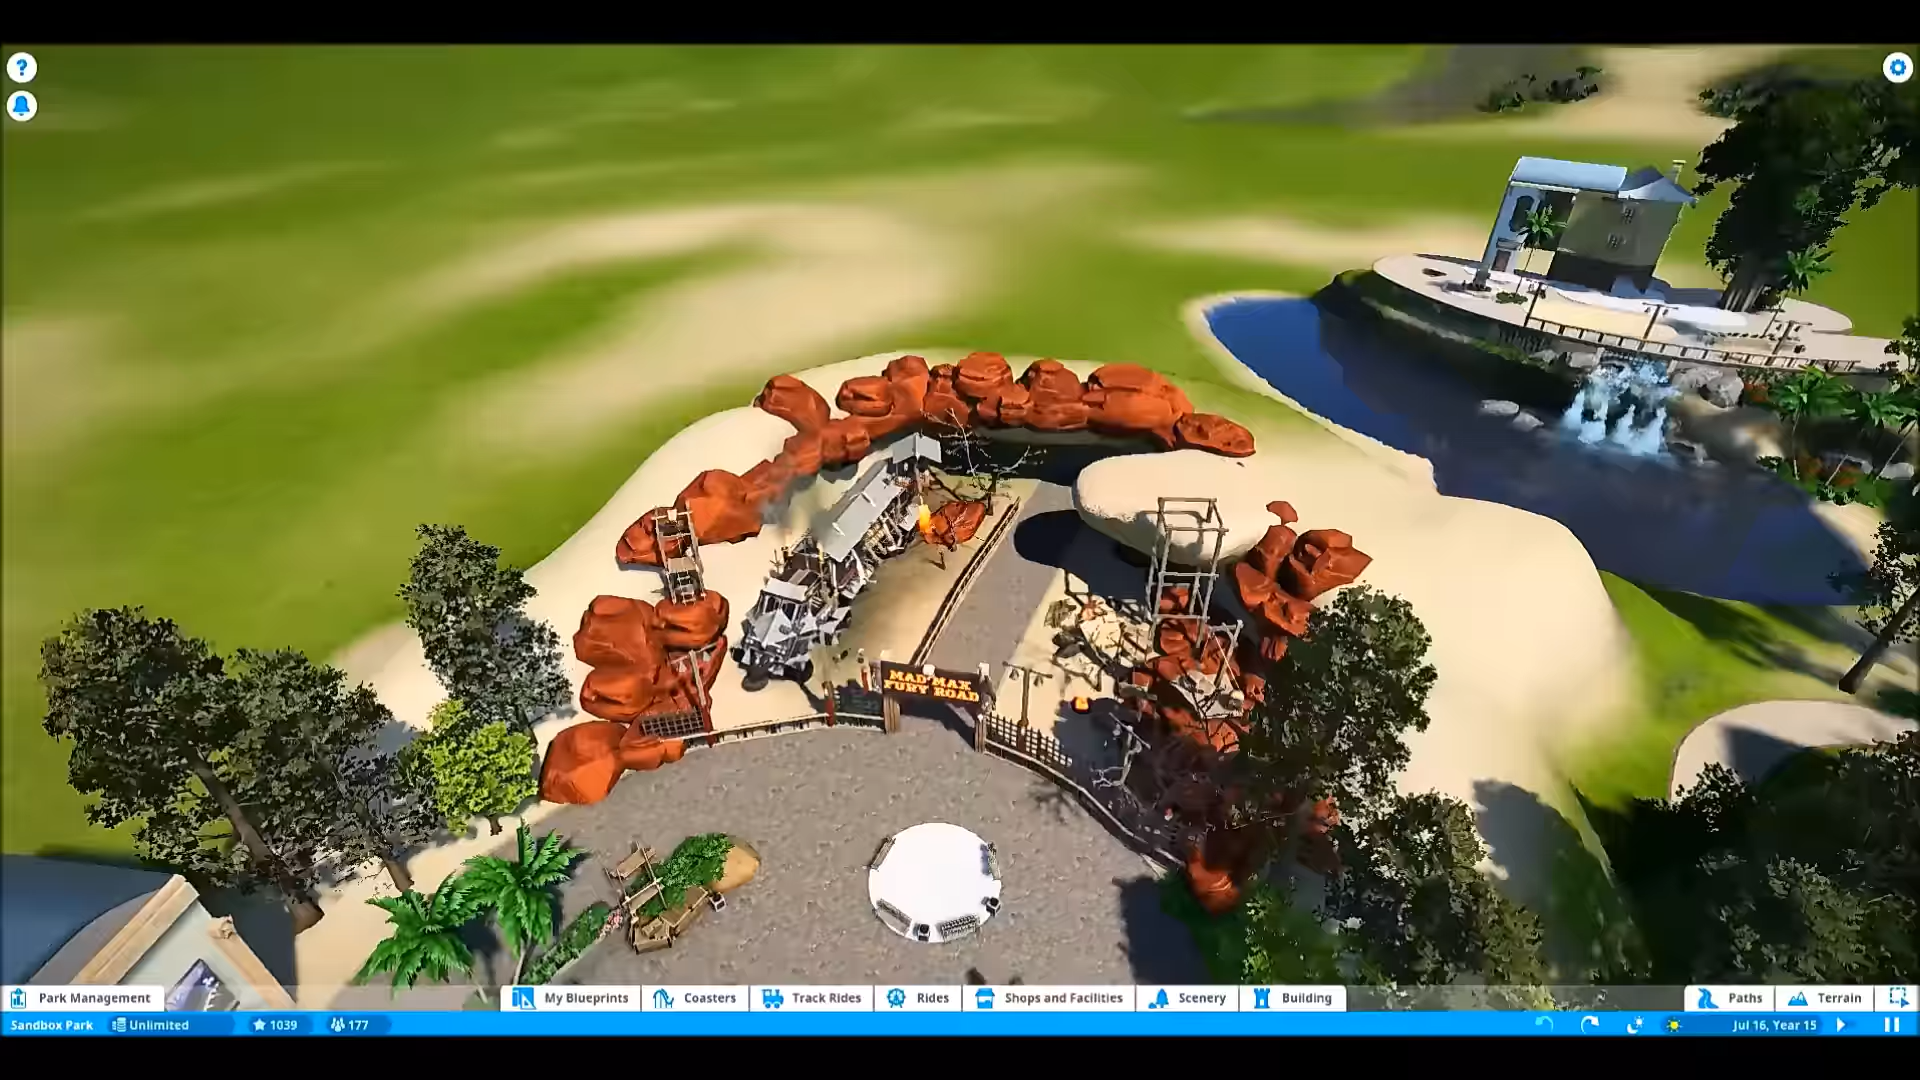 ?
MAD MAX
FURY ROAD
Park Management
My Blueprints
Coasters
Track Rides
Rides
Shops and Facilities
Scenery
Building
Paths
Terrain
Sandbox Park
Unlimited
1039
177
Jul 16, Year 15